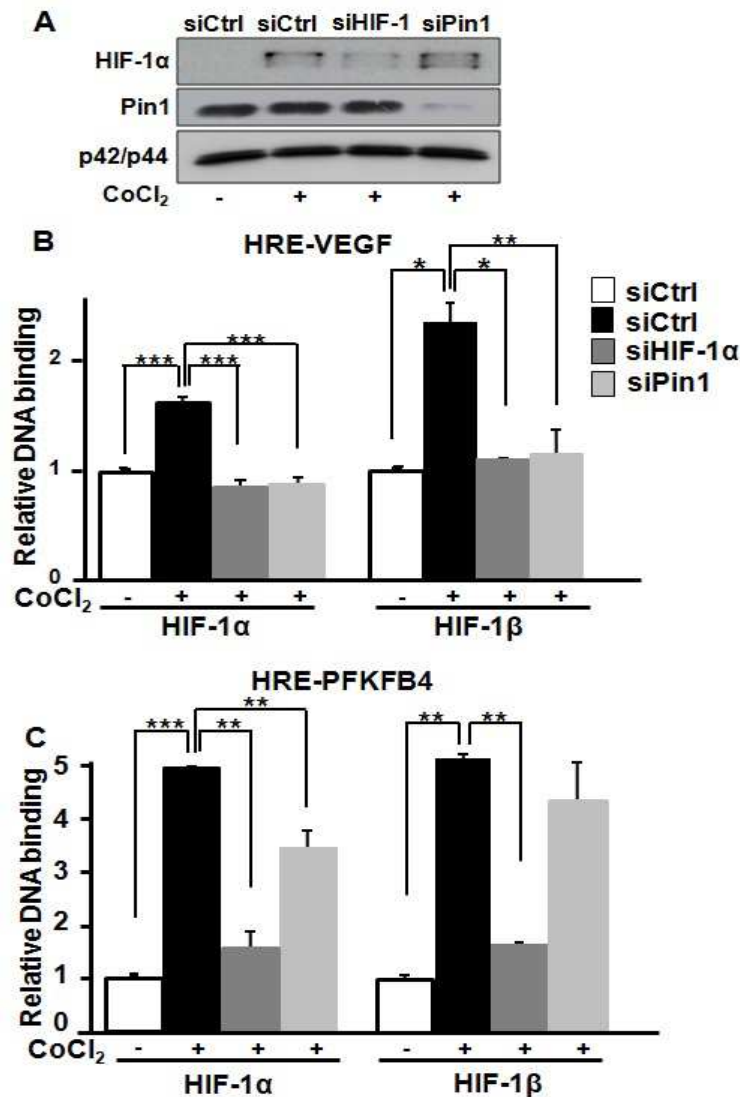 A
siCtrl siCtrl siHIF-1 siPin1
HIF-1α
Pin1
p42/p44
CoCl₂ - + + +
B
HRE-VEGF
*** *** *** * * **
siCtrl
siCtrl
siHIF-1α
siPin1
Relative DNA binding
2
1
0
CoCl₂ - + + + - + + +
HIF-1α HIF-1β
HRE-PFKFB4
C
*** ** ** ** **
Relative DNA binding
5
4
3
2
1
0
CoCl₂ - + + + - + + +
HIF-1α HIF-1β